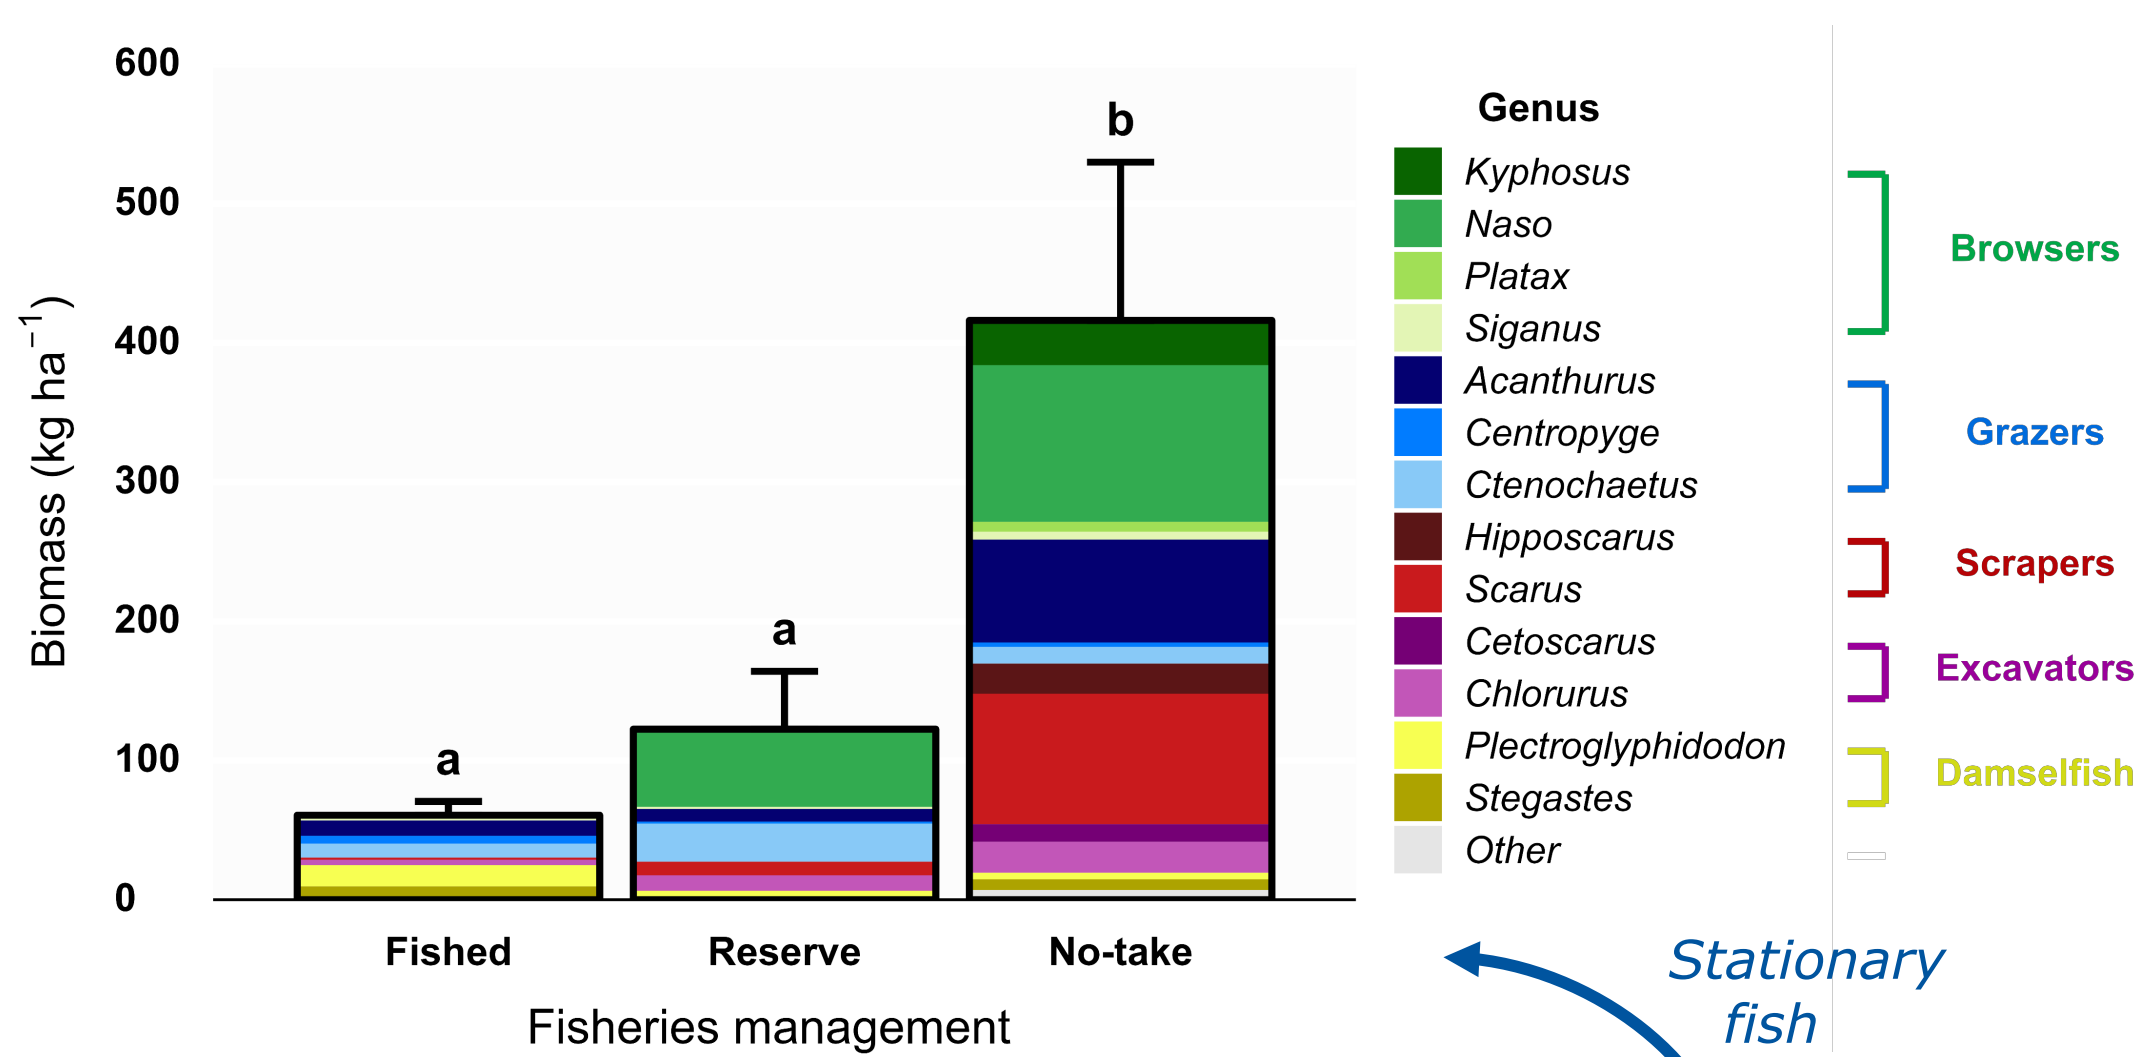 600
500
400
300
200
100
0
Biomass (kg ha⁻¹)
a
a
b
Fished
Reserve
No-take
Fisheries management
Genus
Kyphosus
Naso
Platax
Siganus
Acanthurus
Centropyge
Ctenochaetus
Hipposcarus
Scarus
Cetoscarus
Chlorurus
Plectroglyphidodon
Stegastes
Other
Browsers
Grazers
Scrapers
Excavators
Damselfish
Stationary
fish